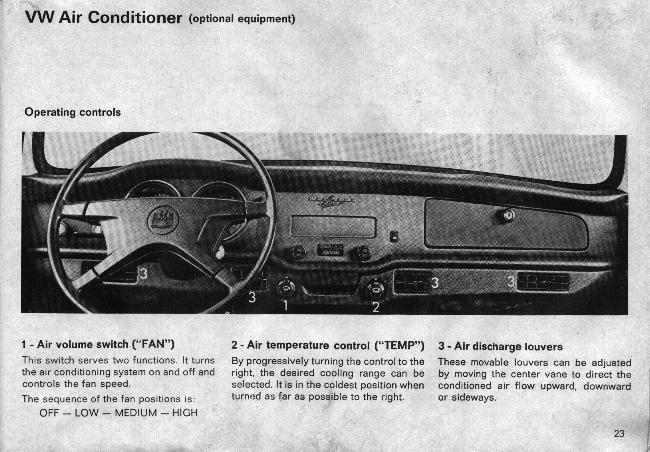 VW Air Conditioner (optional equipment)
Operating controls
3
3
1
2
3
3
1 - Air volume switch ("FAN")
This switch serves two functions. It turns
the air conditioning system on and off and
controls the fan speed.
The sequence of the fan positions is:
OFF — LOW — MEDIUM — HIGH
2 - Air temperature control ("TEMP")
By progressively turning the control to the
right, the desired cooling range can be
selected. It is in the coldest position when
turned as far as possible to the right.
3 - Air discharge louvers
These movable louvers can be adjusted
by moving the center vane to direct the
conditioned air flow upward, downward
or sideways.
23